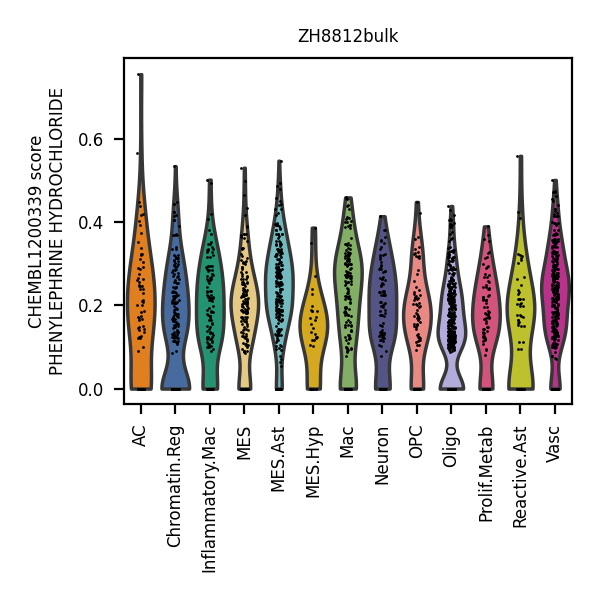 ZH8812bulk
CHEMBL1200339 score
PHENYLEPHRINE HYDROCHLORIDE
0.6
0.4
0.2
0.0
AC
Chromatin.Reg
Inflammatory.Mac
MES
MES.Ast
MES.Hyp
Mac
Neuron
OPC
Oligo
Prolif.Metab
Reactive.Ast
Vasc